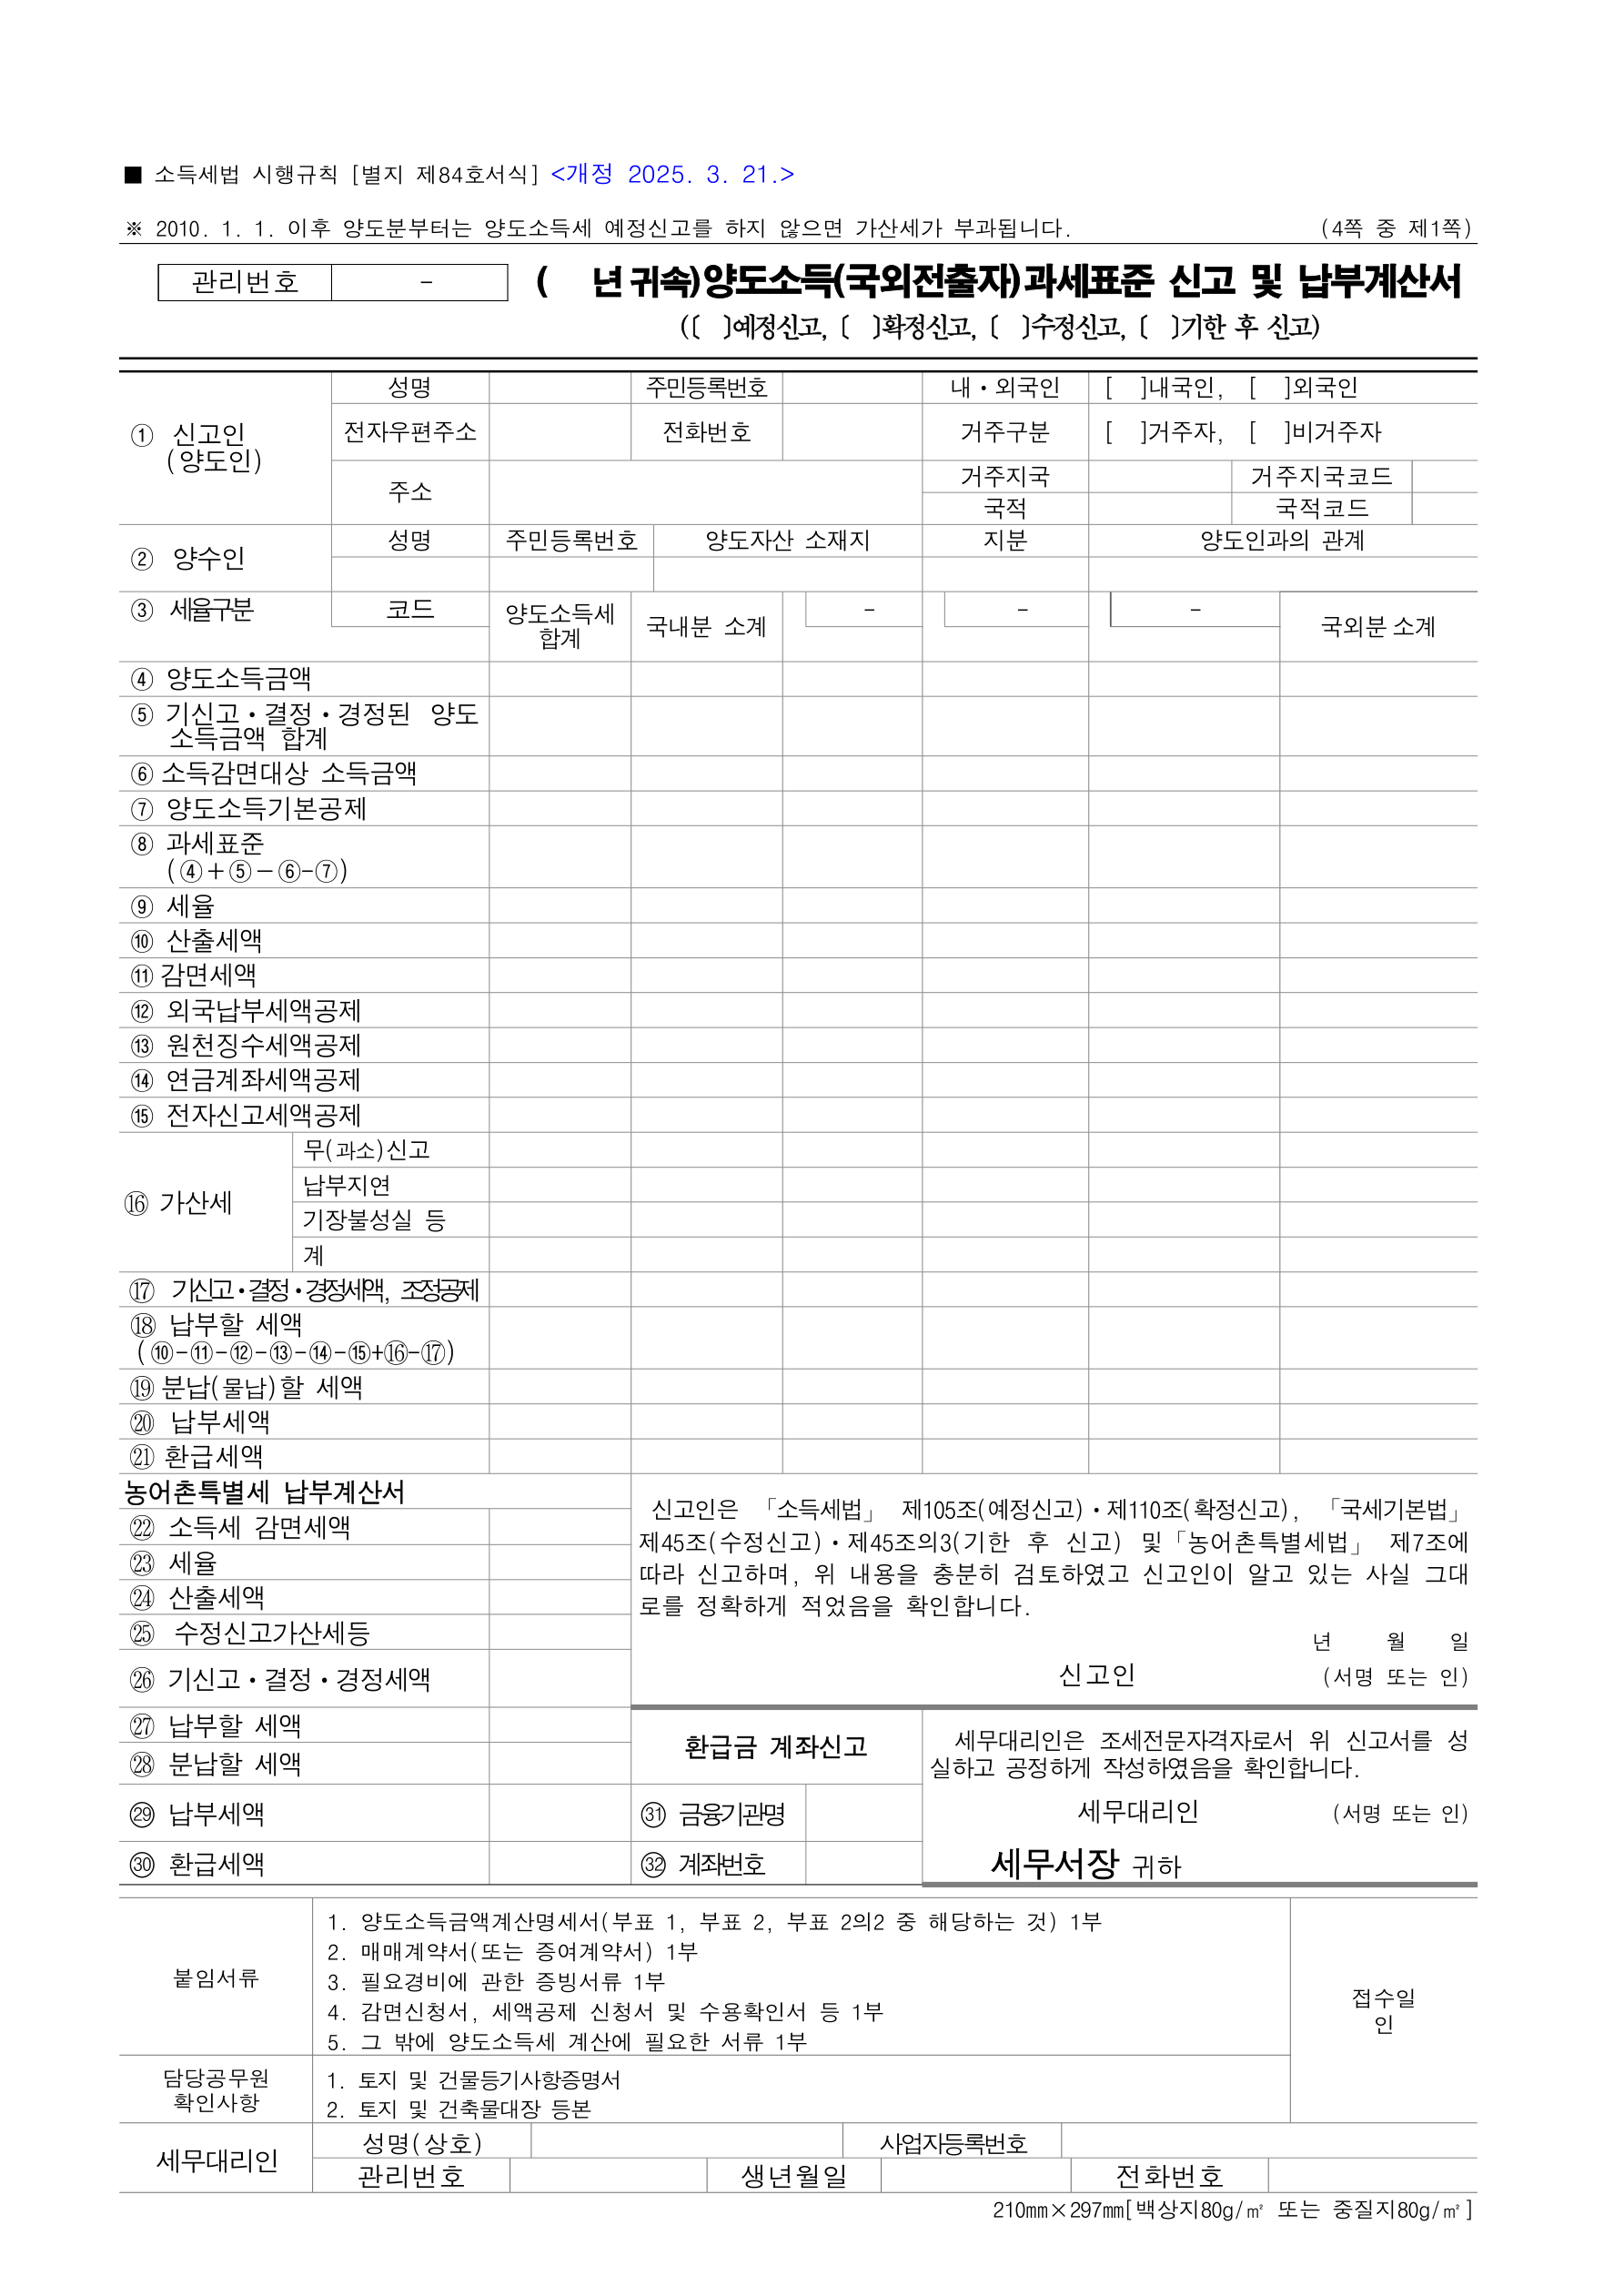 ■ 소득세법 시행규칙 [별지 제84호서식] <개정 2025. 3. 21.>
※ 2010. 1. 1. 이후 양도분부터는 양도소득세 예정신고를 하지 않으면 가산세가 부과됩니다. (4쪽 중 제1쪽)
관리번호 -
( 년 귀속)양도소득(국외전출자)과세표준 신고 및 납부계산서
(〔 〕예정신고, 〔 〕확정신고, 〔 〕수정신고, 〔 〕기한 후 신고)
① 신고인
(양도인)
성명 주민등록번호 내・외국인 [ ]내국인, [ ]외국인
전자우편주소 전화번호 거주구분 [ ]거주자, [ ]비거주자
주소 거주지국 거주지국코드
국적 국적코드
② 양수인
성명 주민등록번호 양도자산 소재지 지분 양도인과의 관계
③ 세율구분 코드 양도소득세
합계
국내분 소계 - - - 국외분 소계
④ 양도소득금액
⑤ 기신고・결정・경정된 양도
소득금액 합계
⑥ 소득감면대상 소득금액
⑦ 양도소득기본공제
⑧ 과세표준
(④+⑤-⑥-⑦)
⑨ 세율
⑩ 산출세액
⑪ 감면세액
⑫ 외국납부세액공제
⑬ 원천징수세액공제
⑭ 연금계좌세액공제
⑮ 전자신고세액공제
⑯ 가산세
무(과소)신고
납부지연
기장불성실 등
계
⑰ 기신고・결정・경정세액, 조정공제
⑱ 납부할 세액
(⑩-⑪-⑫-⑬-⑭-⑮+⑯-⑰)
⑲ 분납(물납)할 세액
⑳ 납부세액
㉑ 환급세액
농어촌특별세 납부계산서
㉒ 소득세 감면세액
㉓ 세율
㉔ 산출세액
㉕ 수정신고가산세등
㉖ 기신고・결정・경정세액
㉗ 납부할 세액
㉘ 분납할 세액
㉙ 납부세액
㉚ 환급세액
신고인은 「소득세법」 제105조(예정신고)・제110조(확정신고), 「국세기본법」
제45조(수정신고)・제45조의3(기한 후 신고) 및 「농어촌특별세법」 제7조에
따라 신고하며, 위 내용을 충분히 검토하였고 신고인이 알고 있는 사실 그대
로를 정확하게 적었음을 확인합니다.
년 월 일
신고인 (서명 또는 인)
환급금 계좌신고
㉛ 금융기관명
㉜ 계좌번호
세무대리인은 조세전문자격자로서 위 신고서를 성
실하고 공정하게 작성하였음을 확인합니다.
세무대리인 (서명 또는 인)
세무서장 귀하
붙임서류
1. 양도소득금액계산명세서(부표 1, 부표 2, 부표 2의2 중 해당하는 것) 1부
2. 매매계약서(또는 증여계약서) 1부
3. 필요경비에 관한 증빙서류 1부
4. 감면신청서, 세액공제 신청서 및 수용확인서 등 1부
5. 그 밖에 양도소득세 계산에 필요한 서류 1부
접수일
인
담당공무원
확인사항
1. 토지 및 건물등기사항증명서
2. 토지 및 건축물대장 등본
세무대리인
성명(상호) 사업자등록번호
관리번호 생년월일 전화번호
210mm×297mm[백상지80g/㎡ 또는 중질지80g/㎡]